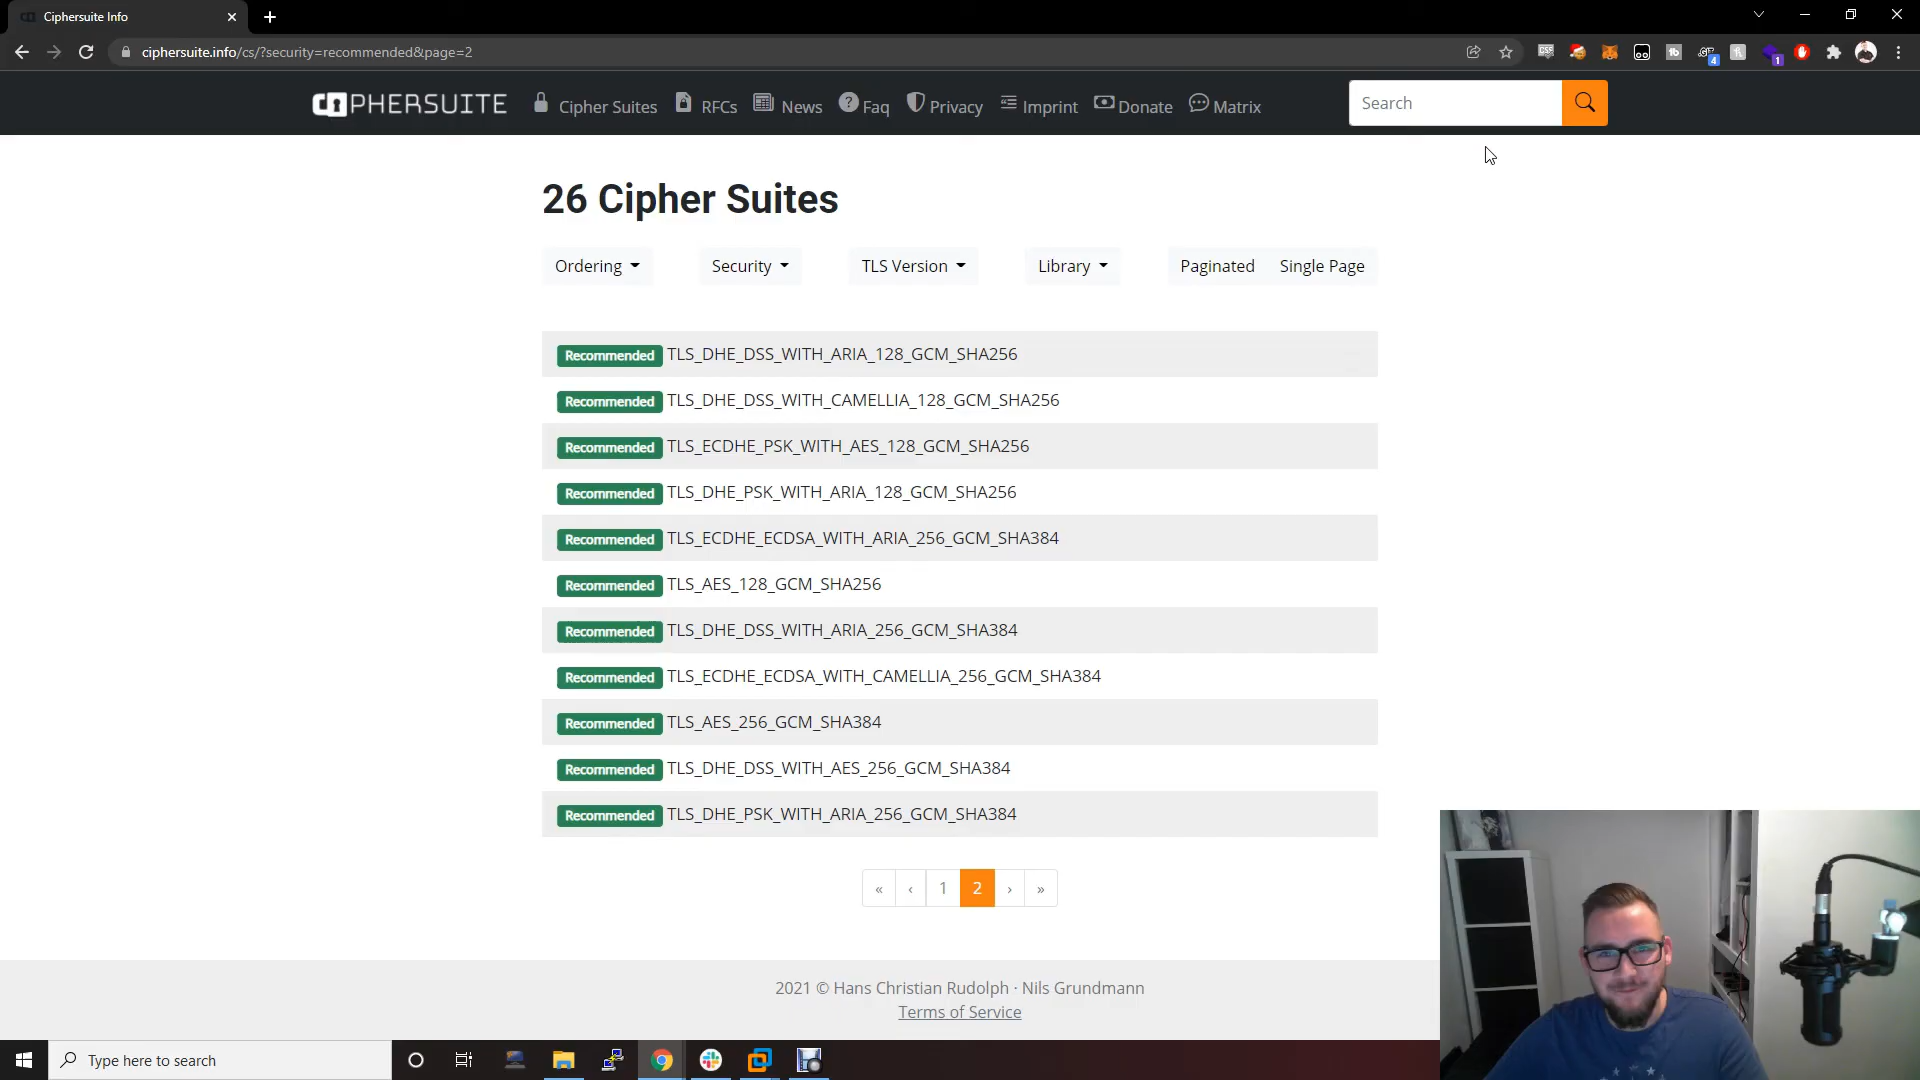 Ciphersuite Info
ciphersuite.info/cs/?security=recommended&page=2
4
1
CIPHERSUITE Cipher Suites RFCs News Faq Privacy Imprint Donate Matrix Search
26 Cipher Suites
Ordering Security TLS Version Library Paginated Single Page
Recommended TLS_DHE_DSS_WITH_ARIA_128_GCM_SHA256
Recommended TLS_DHE_DSS_WITH_CAMELLIA_128_GCM_SHA256
Recommended TLS_ECDHE_PSK_WITH_AES_128_GCM_SHA256
Recommended TLS_DHE_PSK_WITH_ARIA_128_GCM_SHA256
Recommended TLS_ECDHE_ECDSA_WITH_ARIA_256_GCM_SHA384
Recommended TLS_AES_128_GCM_SHA256
Recommended TLS_DHE_DSS_WITH_ARIA_256_GCM_SHA384
Recommended TLS_ECDHE_ECDSA_WITH_CAMELLIA_256_GCM_SHA384
Recommended TLS_AES_256_GCM_SHA384
Recommended TLS_DHE_DSS_WITH_AES_256_GCM_SHA384
Recommended TLS_DHE_PSK_WITH_ARIA_256_GCM_SHA384
« ‹ 1 2 › »
2021 © Hans Christian Rudolph · Nils Grundmann
Terms of Service
Type here to search